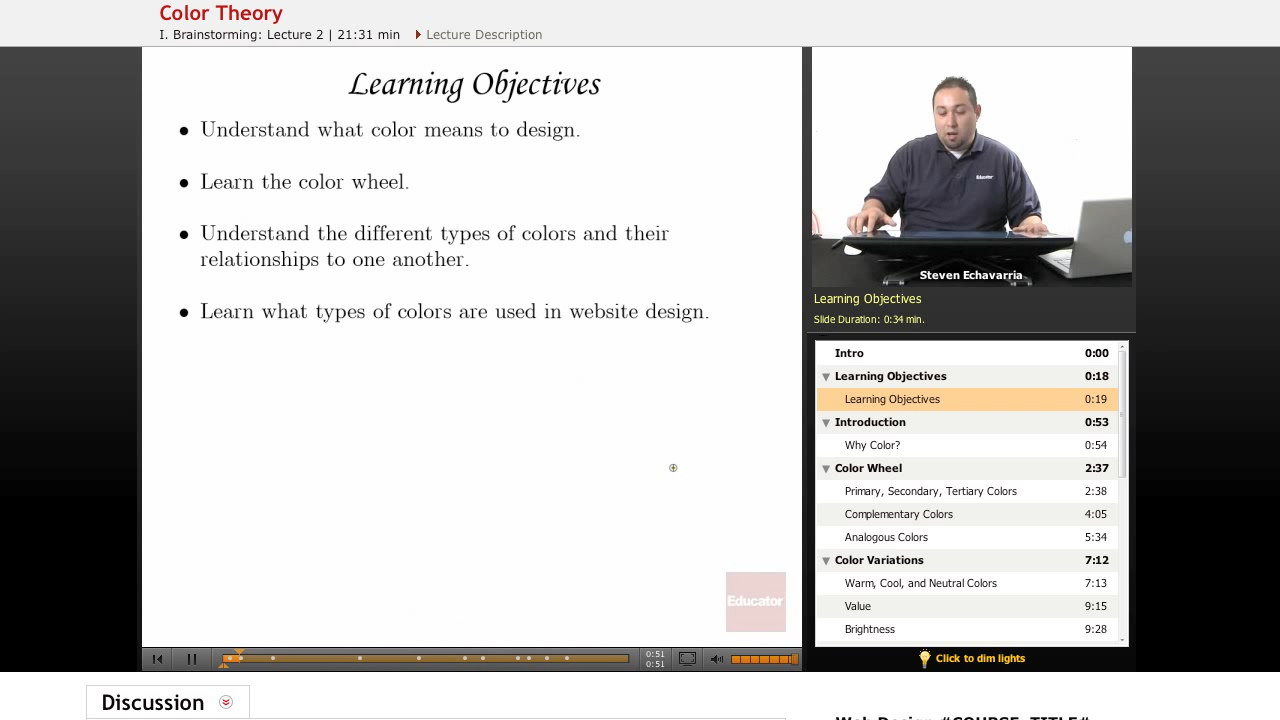 Color Theory
I. Brainstorming: Lecture 2 | 21:31 min Lecture Description
Learning Objectives
• Understand what color means to design.
• Learn the color wheel.
• Understand the different types of colors and their
relationships to one another.
• Learn what types of colors are used in website design.
Educator
0:51
0:51
Educator
Steven Echavarria
Learning Objectives
Slide Duration: 0:34 min.
Intro 0:00
Learning Objectives 0:18
Learning Objectives 0:19
Introduction 0:53
Why Color? 0:54
Color Wheel 2:37
Primary, Secondary, Tertiary Colors 2:38
Complementary Colors 4:05
Analogous Colors 5:34
Color Variations 7:12
Warm, Cool, and Neutral Colors 7:13
Value 9:15
Brightness 9:28
Click to dim lights
Discussion
Web Design #COURSE_TITLE#